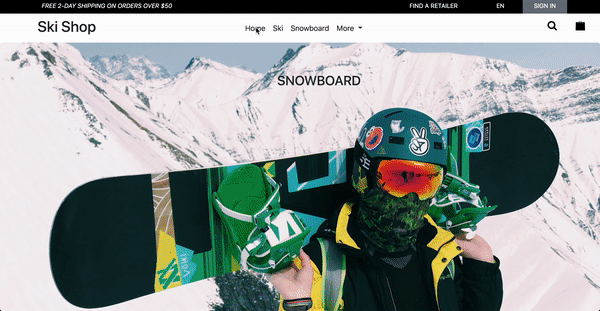 FREE 2-DAY SHIPPING ON ORDERS OVER $50
FIND A RETAILER
EN
SIGN IN
Ski Shop
Home
Ski
Snowboard
More
SNOWBOARD